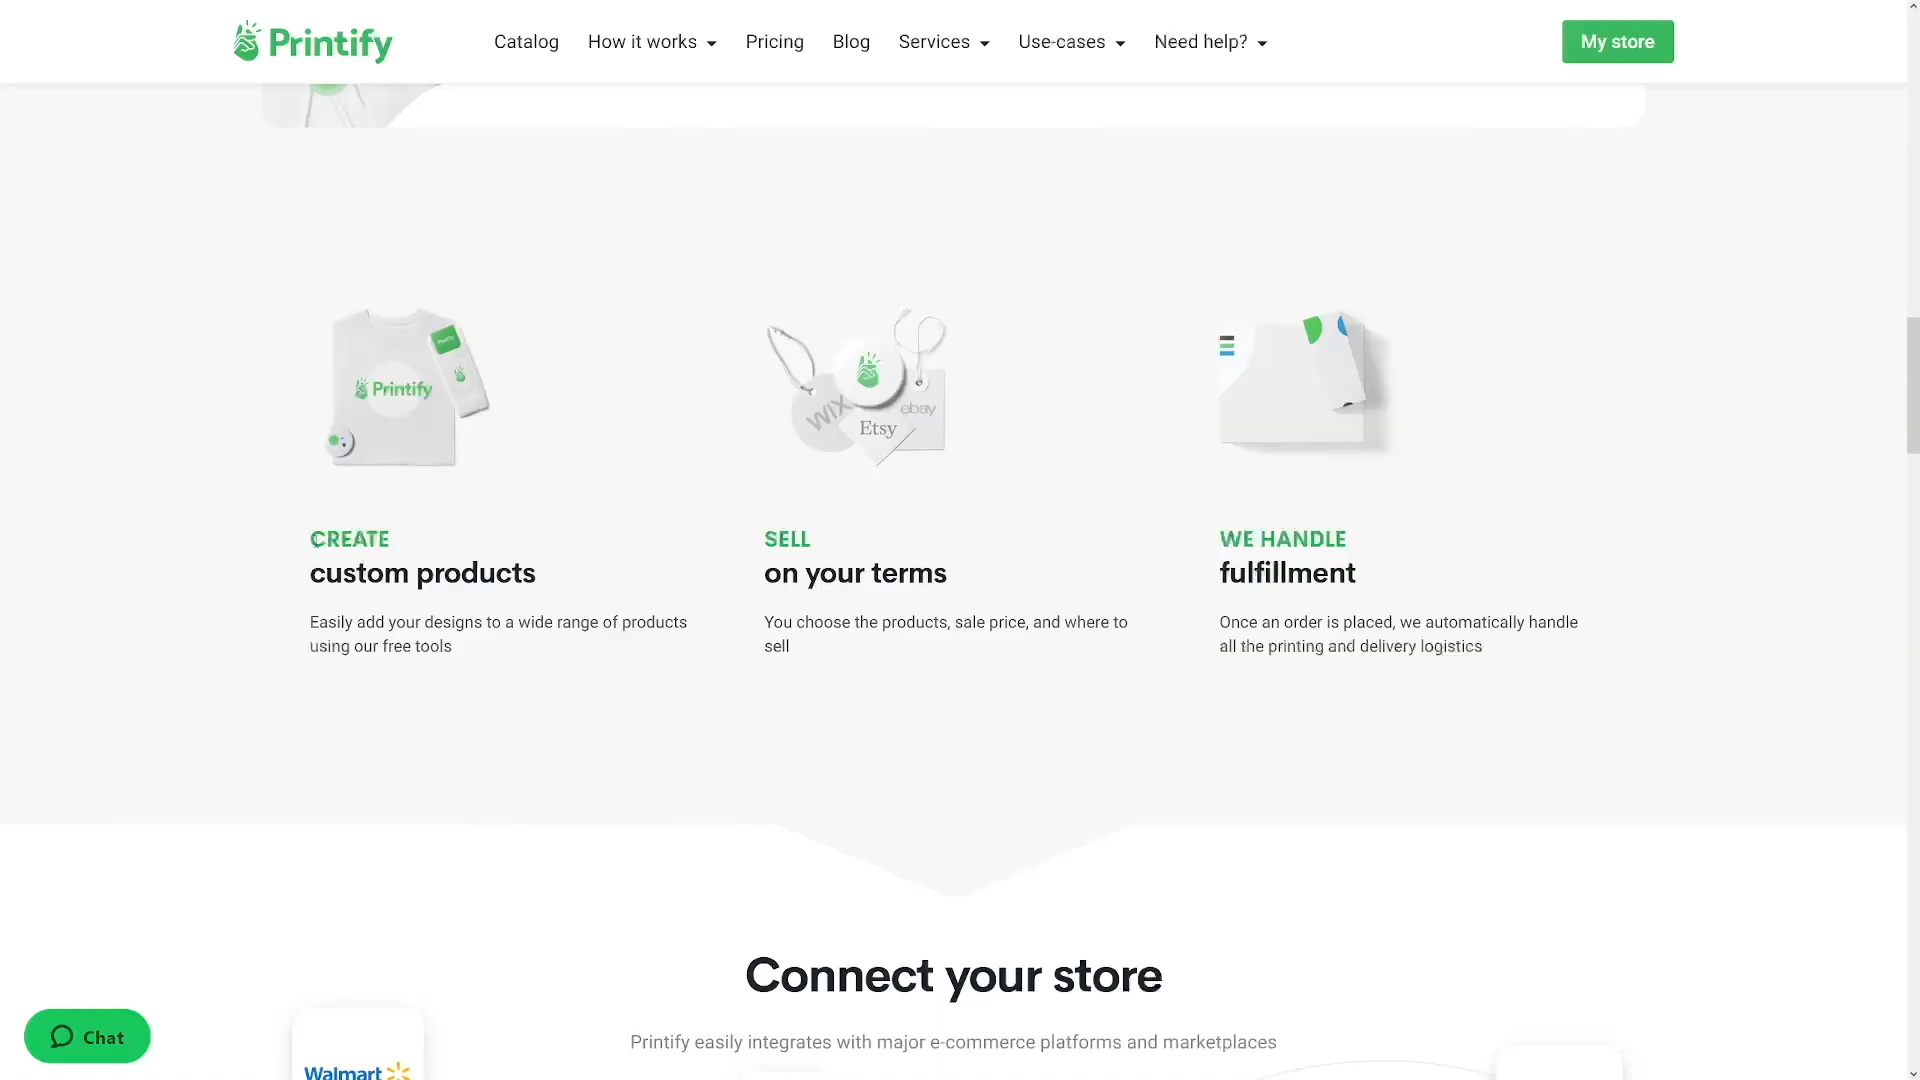 Printify
Catalog
How it works
Pricing
Blog
Services
Use-cases
Need help?
My store
Printify
WIX
ebay
Etsy
CREATE
custom products
Easily add your designs to a wide range of products
using our free tools
SELL
on your terms
You choose the products, sale price, and where to
sell
WE HANDLE
fulfillment
Once an order is placed, we automatically handle
all the printing and delivery logistics
Connect your store
Printify easily integrates with major e-commerce platforms and marketplaces
Chat
Walmart